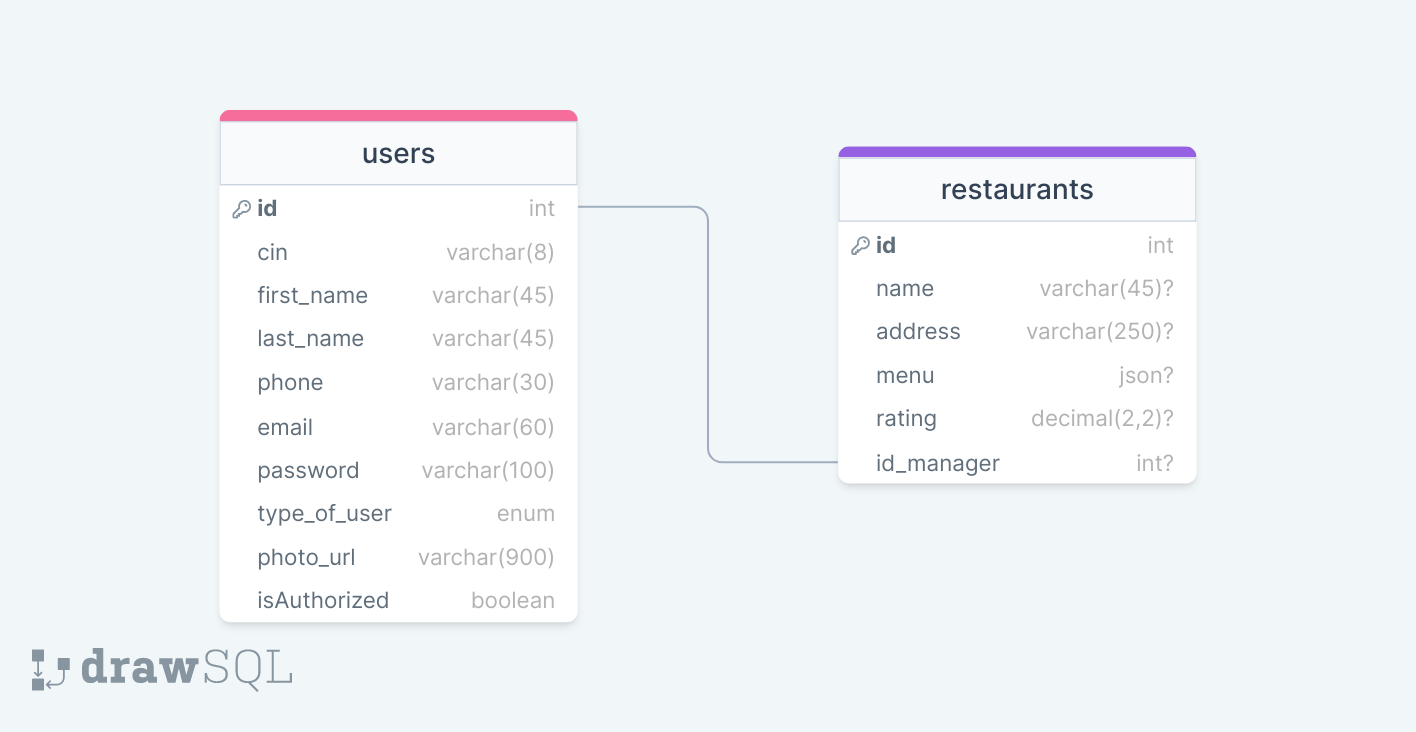 users
id int
cin varchar(8)
first_name varchar(45)
last_name varchar(45)
phone varchar(30)
email varchar(60)
password varchar(100)
type_of_user enum
photo_url varchar(900)
isAuthorized boolean
restaurants
id int
name varchar(45)?
address varchar(250)?
menu json?
rating decimal(2,2)?
id_manager int?
drawSQL